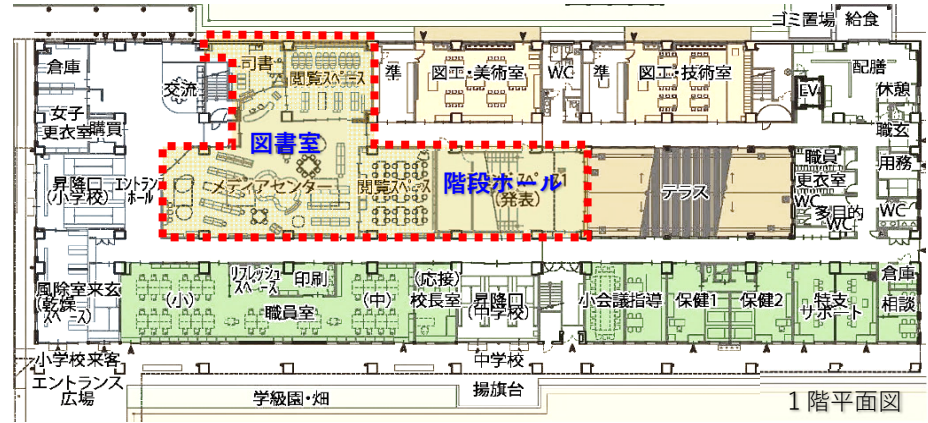 ゴミ置場
給食
倉庫
交流
司書
閲覧スペース
準
図工・美術室
WC
準
図工・技術室
EV
配膳
休憩
女子
更衣室
購買
図書室
職玄
昇降口
(小学校)
エントランス
ホール
メディアセンター
閲覧スペース
階段ホール
(発表)
テラス
職員
更衣室
WC
多目的
WC
用務
WC
風除室
(乾燥
スペース)
来玄
(小)
リフレッシュ
スペース
印刷
職員室
(中)
(応接)
校長室
昇降口
(中学校)
小会議
指導
保健1
保健2
特支
サポート
倉庫
相談
小学校
来客
エントランス
広場
中学校
学級園・畑
掲揚台
1階平面図